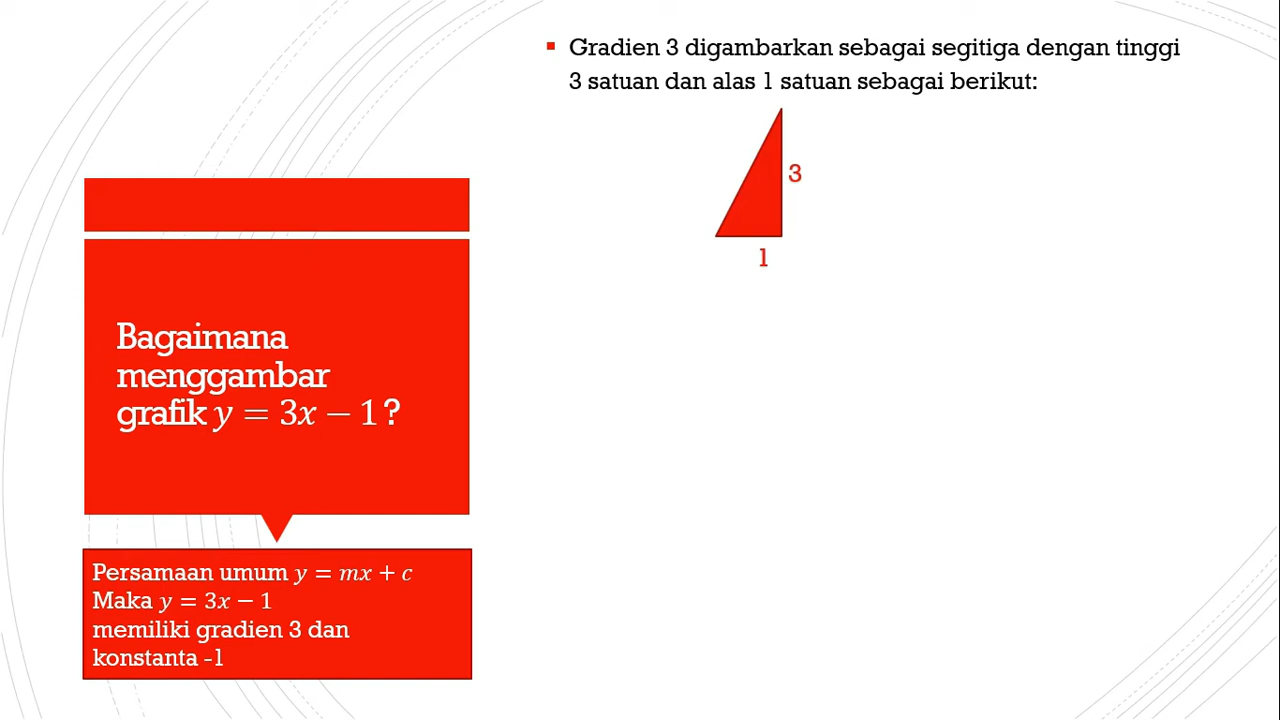 Gradien 3 digambarkan sebagai segitiga dengan tinggi
3 satuan dan alas 1 satuan sebagai berikut:
3
1
Bagaimana
menggambar
grafik y = 3x − 1 ?
Persamaan umum y = mx + c
Maka y = 3x − 1
memiliki gradien 3 dan
konstanta -1